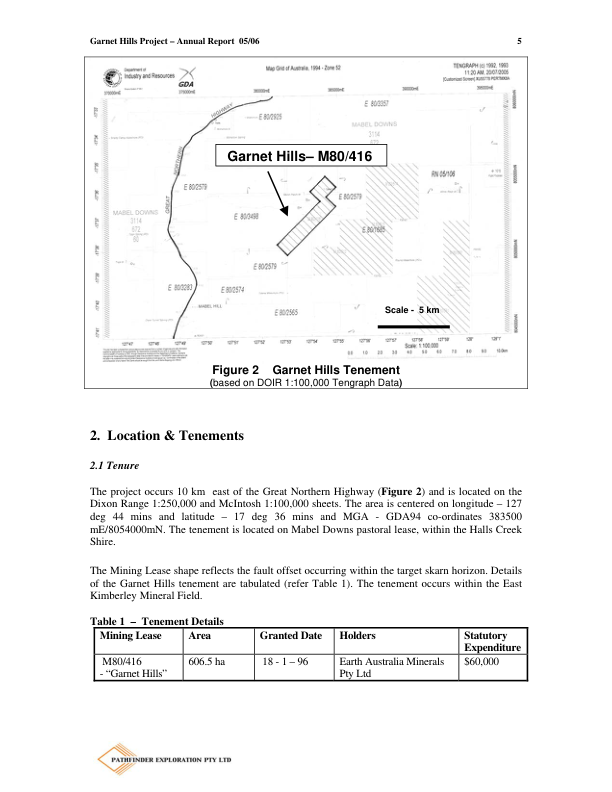 Garnet Hills Project – Annual Report 05/06 5
Department of
Industry and Resources
GDA
Map Grid of Australia, 1994 - Zone 52
TENGRAPH (c) 1992, 1993
11:20 AM, 20/07/2005
HIGHWAY
E 80/2925
E 80/3357
MABEL DOWNS
3114
672
Garnet Hills– M80/416
NORTHERN
RN 05/106
E 80/2579
E 80/2579
MABEL DOWNS
3114
672
50
GREAT
E 80/3498
E 80/1885
E 80/2579
E 80/3283
E 80/2574
MABEL HILL
E 80/2565
Scale - 5 km
Scale: 1:100,000
Figure 2 Garnet Hills Tenement
(based on DOIR 1:100,000 Tengraph Data)
2. Location & Tenements
2.1 Tenure
The project occurs 10 km east of the Great Northern Highway (Figure 2) and is located on the
Dixon Range 1:250,000 and McIntosh 1:100,000 sheets. The area is centered on longitude – 127
deg 44 mins and latitude – 17 deg 36 mins and MGA - GDA94 co-ordinates 383500
mE/8054000mN. The tenement is located on Mabel Downs pastoral lease, within the Halls Creek
Shire.
The Mining Lease shape reflects the fault offset occurring within the target skarn horizon. Details
of the Garnet Hills tenement are tabulated (refer Table 1). The tenement occurs within the East
Kimberley Mineral Field.
Table 1 – Tenement Details
Mining Lease Area Granted Date Holders Statutory
Expenditure
M80/416 606.5 ha 18 - 1 – 96 Earth Australia Minerals $60,000
- “Garnet Hills” Pty Ltd
PATHFINDER EXPLORATION PTY LTD